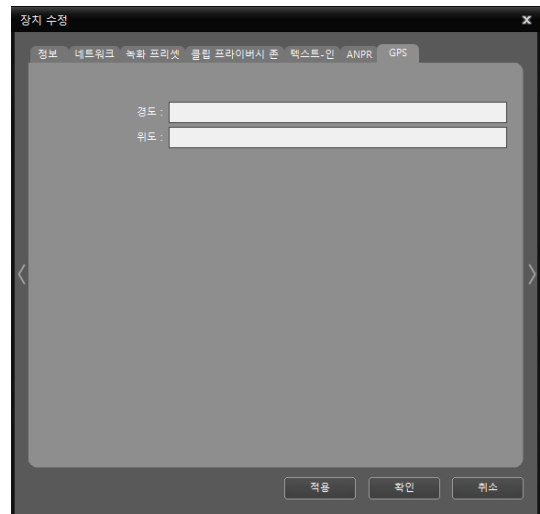 장치 수정 x
정보 네트워크 녹화 프리셋 클립 프라이버시 존 텍스트-인 ANPR GPS
경도 :
위도 :
적용 확인 취소